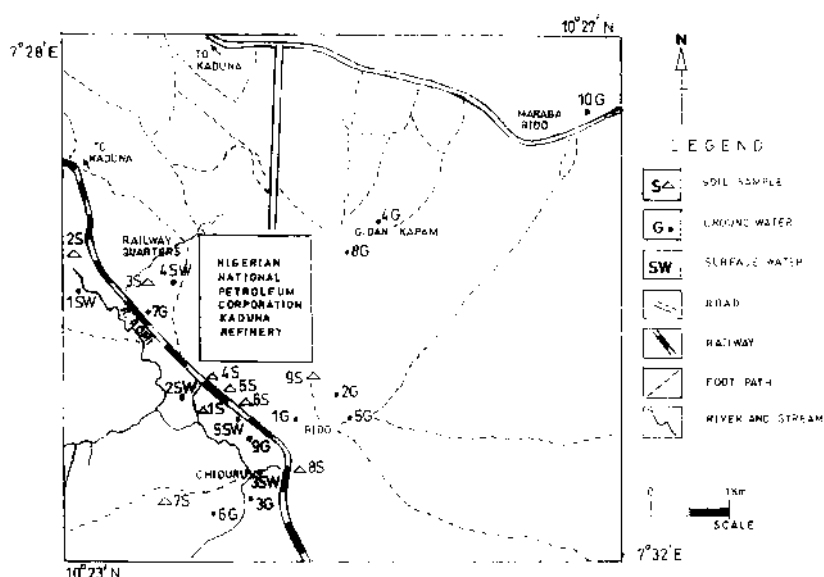 7°28'E
10°27'N
N
TO
KADUNA
10G
MARABA
RIDO
TO
KADUNA
LEGEND
S SOIL SAMPLE
4G
GIDAN KAPAM
G GROUND WATER
2S
RAILWAY
QUARTERS
8G
SW SURFACE WATER
3S
4SW
NIGERIAN
NATIONAL
PETROLEUM
CORPORATION
KADUNA
REFINERY
1SW
7G
ROAD
RAILWAY
4S
9S
5S
FOOT PATH
2SW
6S
2G
1S
1G
5G
RIVER AND STREAM
5SW
RIDO
9G
8S
3SW
7S
3G
6G
0
1Km
SCALE
10°23'N
7°32'E